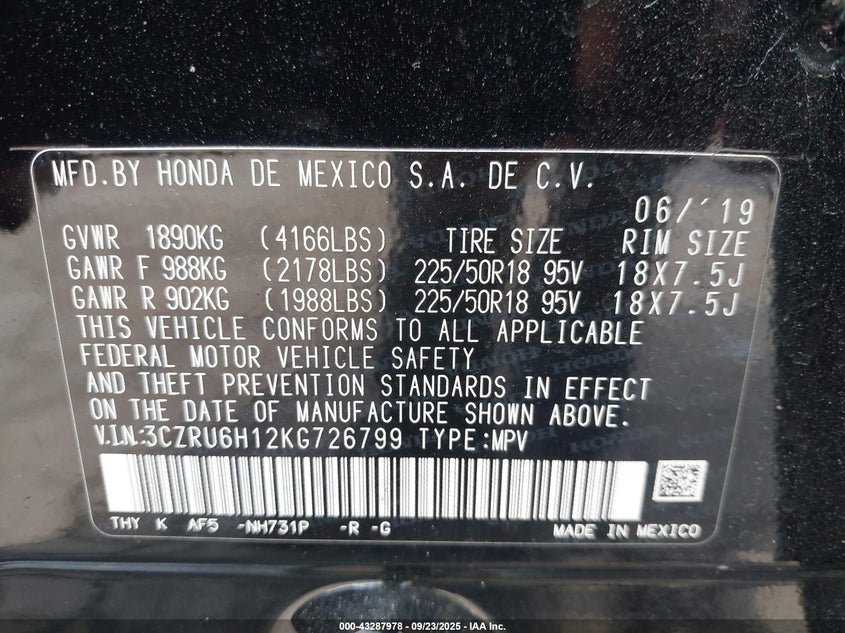 MFD.BY HONDA DE MEXICO S.A. DE C.V.
06/'19
GVWR 1890KG (4166LBS) TIRE SIZE RIM SIZE
GAWR F 988KG (2178LBS) 225/50R18 95V 18X7.5J
GAWR R 902KG (1988LBS) 225/50R18 95V 18X7.5J
THIS VEHICLE CONFORMS TO ALL APPLICABLE
FEDERAL MOTOR VEHICLE SAFETY
AND THEFT PREVENTION STANDARDS IN EFFECT
ON THE DATE OF MANUFACTURE SHOWN ABOVE.
V.I.N:3CZRU6H12KG726799 TYPE:MPV
THY K AF5 -NH731P -R -G MADE IN MEXICO
000-43287978 - 09/23/2025 - IAA Inc.